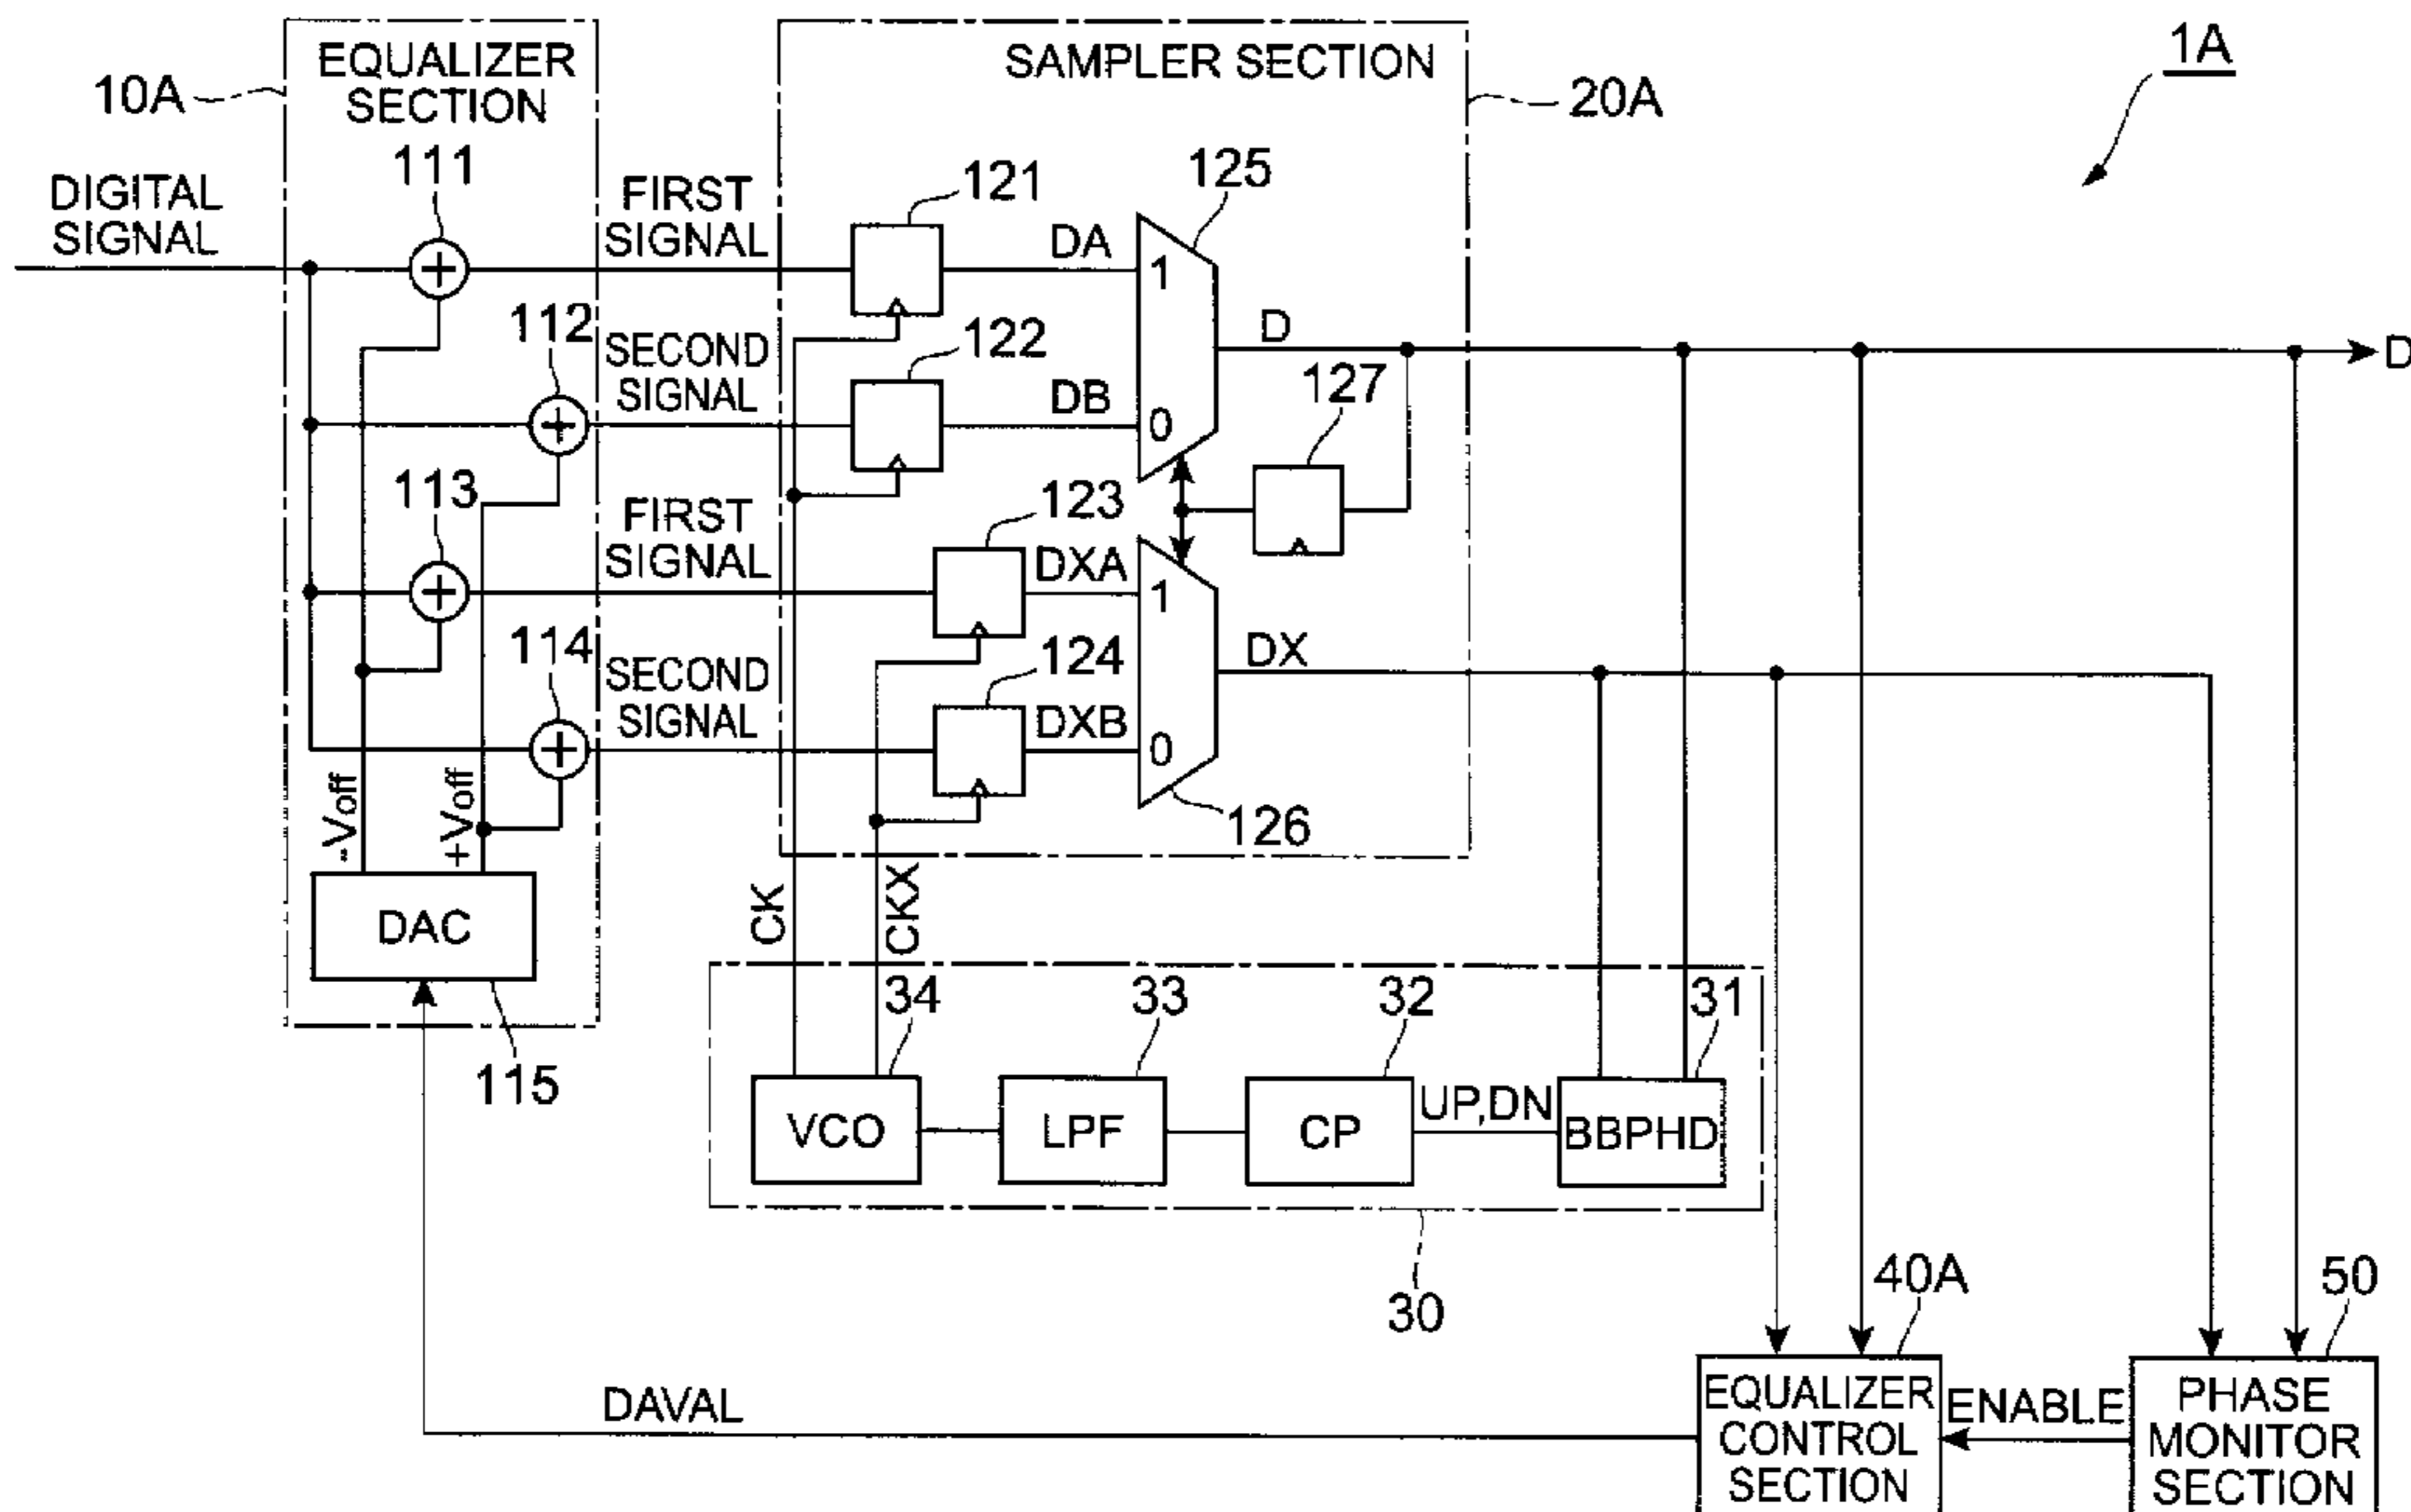 1A
10A
EQUALIZER
SECTION
SAMPLER SECTION
20A
DIGITAL
SIGNAL
111
FIRST
SIGNAL
121
DA
125
1
112
SECOND
SIGNAL
122
DB
0
D
D
127
113
FIRST
SIGNAL
123
DXA
1
114
SECOND
SIGNAL
124
DXB
0
DX
126
-Voff
+Voff
DAC
115
CK
CKX
34
33
32
31
VCO
LPF
CP
UP,DN
BBPHD
30
40A
50
DAVAL
EQUALIZER
CONTROL
SECTION
ENABLE
PHASE
MONITOR
SECTION